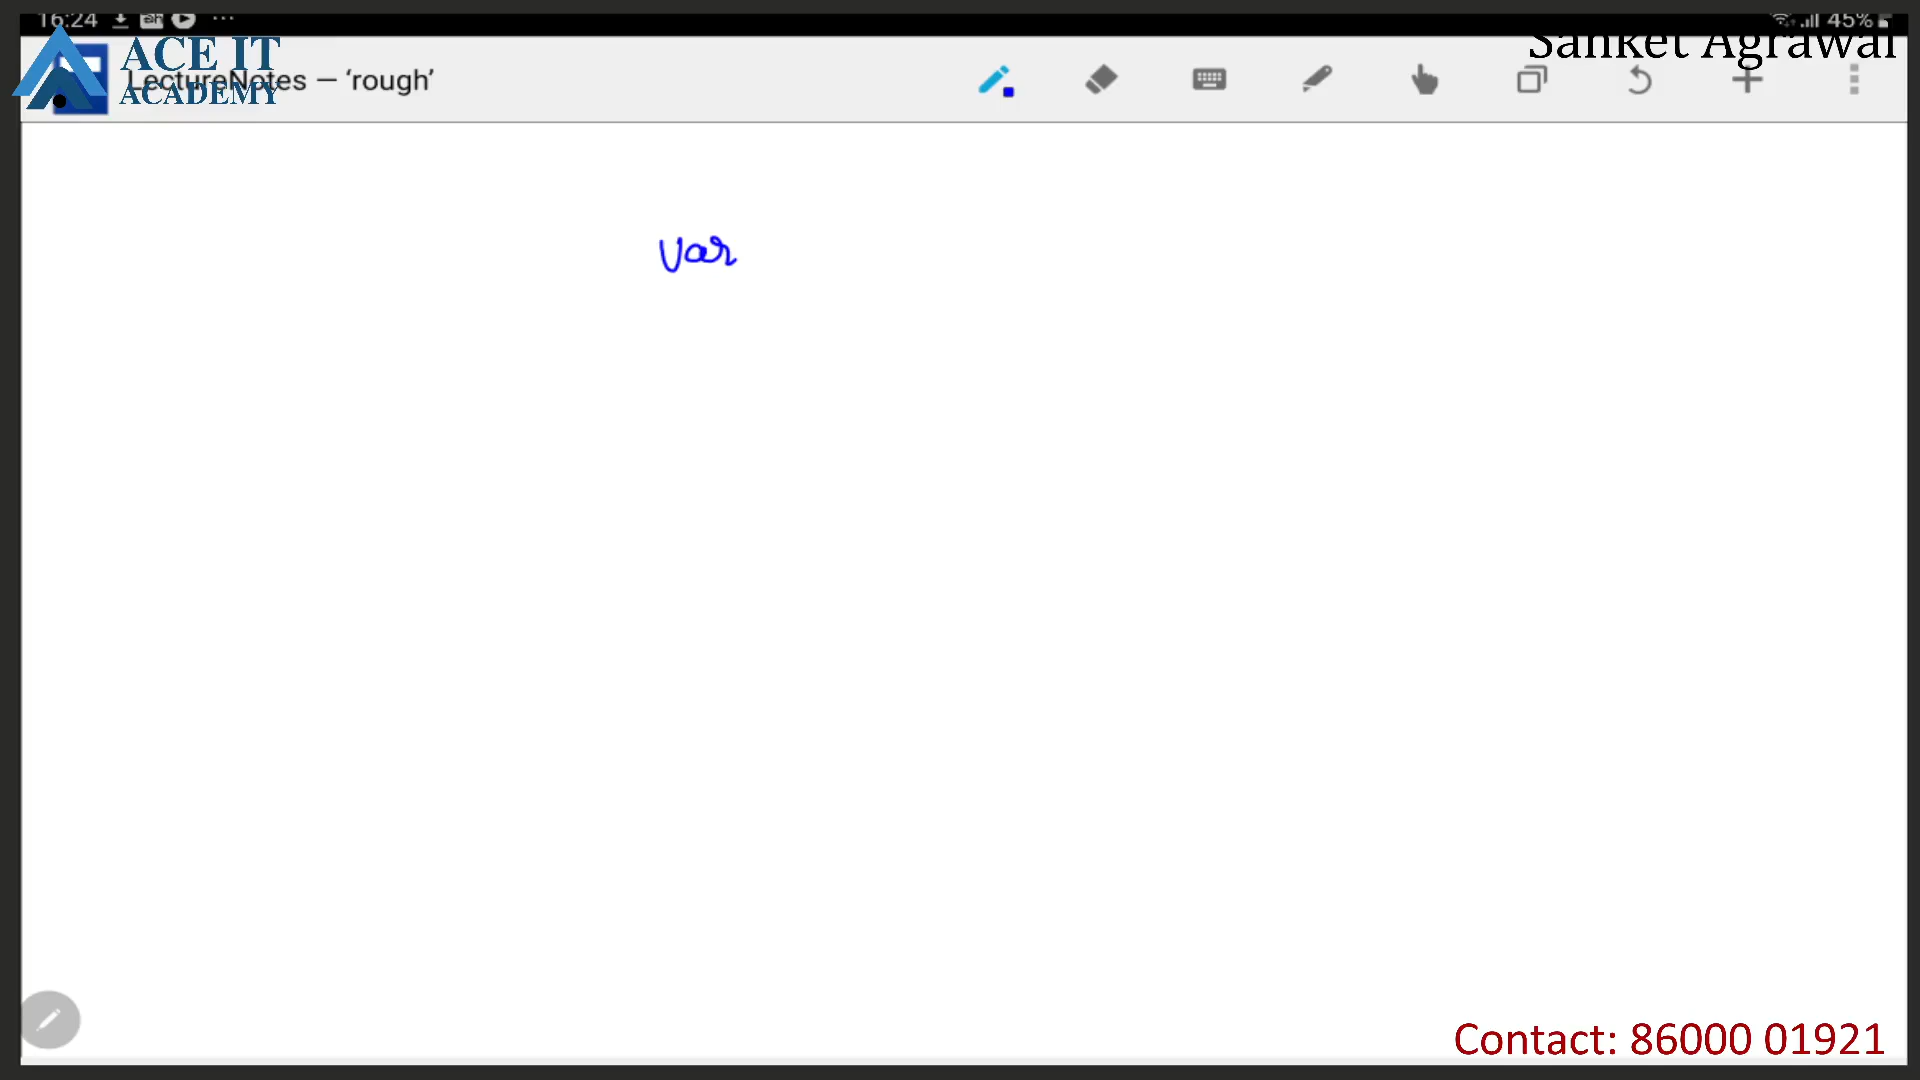 16:24 ... 45%
Sanket Agrawal
ACE IT
ACADEMY
LectureNotes — ‘rough’
var
Contact: 86000 01921